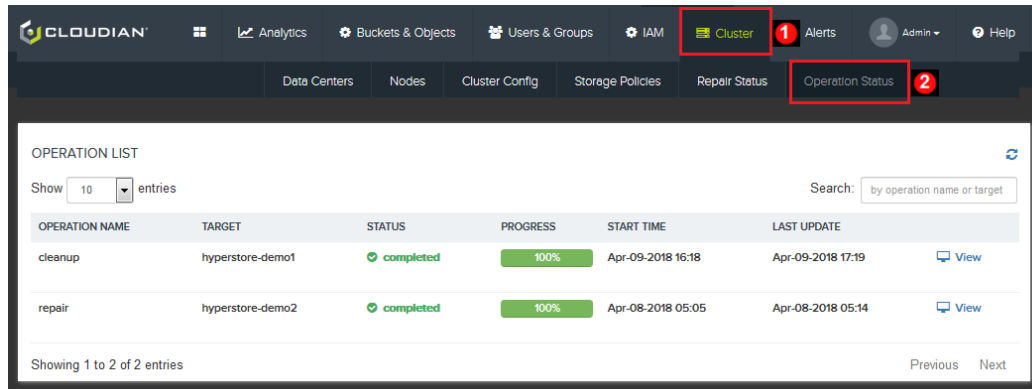 CLOUDIAN Analytics Buckets & Objects Users & Groups IAM Cluster 1 Alerts Admin Help
Data Centers Nodes Cluster Config Storage Policies Repair Status Operation Status 2
OPERATION LIST
Show 10 entries Search: by operation name or target
OPERATION NAME TARGET STATUS PROGRESS START TIME LAST UPDATE
cleanup hyperstore-demo1 completed 100% Apr-09-2018 16:18 Apr-09-2018 17:19 View
repair hyperstore-demo2 completed 100% Apr-08-2018 05:05 Apr-08-2018 05:14 View
Showing 1 to 2 of 2 entries Previous Next